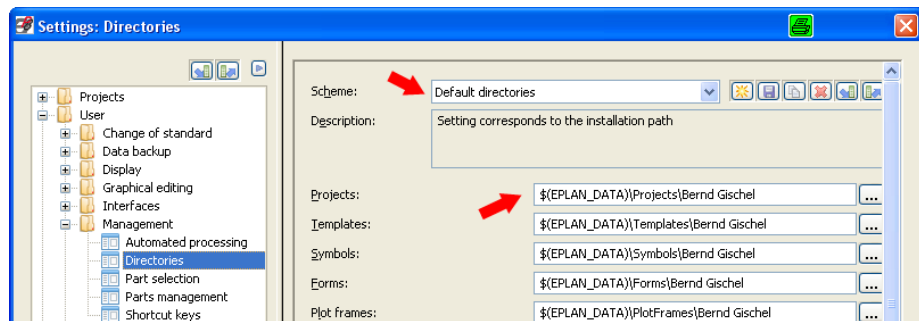 Settings: Directories
Projects
User
Change of standard
Data backup
Display
Graphical editing
Interfaces
Management
Automated processing
Directories
Part selection
Parts management
Shortcut keys
Scheme: Default directories
Description: Setting corresponds to the installation path
Projects: $(EPLAN_DATA)\Projects\Bernd Gischel ...
Templates: $(EPLAN_DATA)\Templates\Bernd Gischel ...
Symbols: $(EPLAN_DATA)\Symbols\Bernd Gischel ...
Forms: $(EPLAN_DATA)\Forms\Bernd Gischel ...
Plot frames: $(EPLAN_DATA)\PlotFrames\Bernd Gischel ...